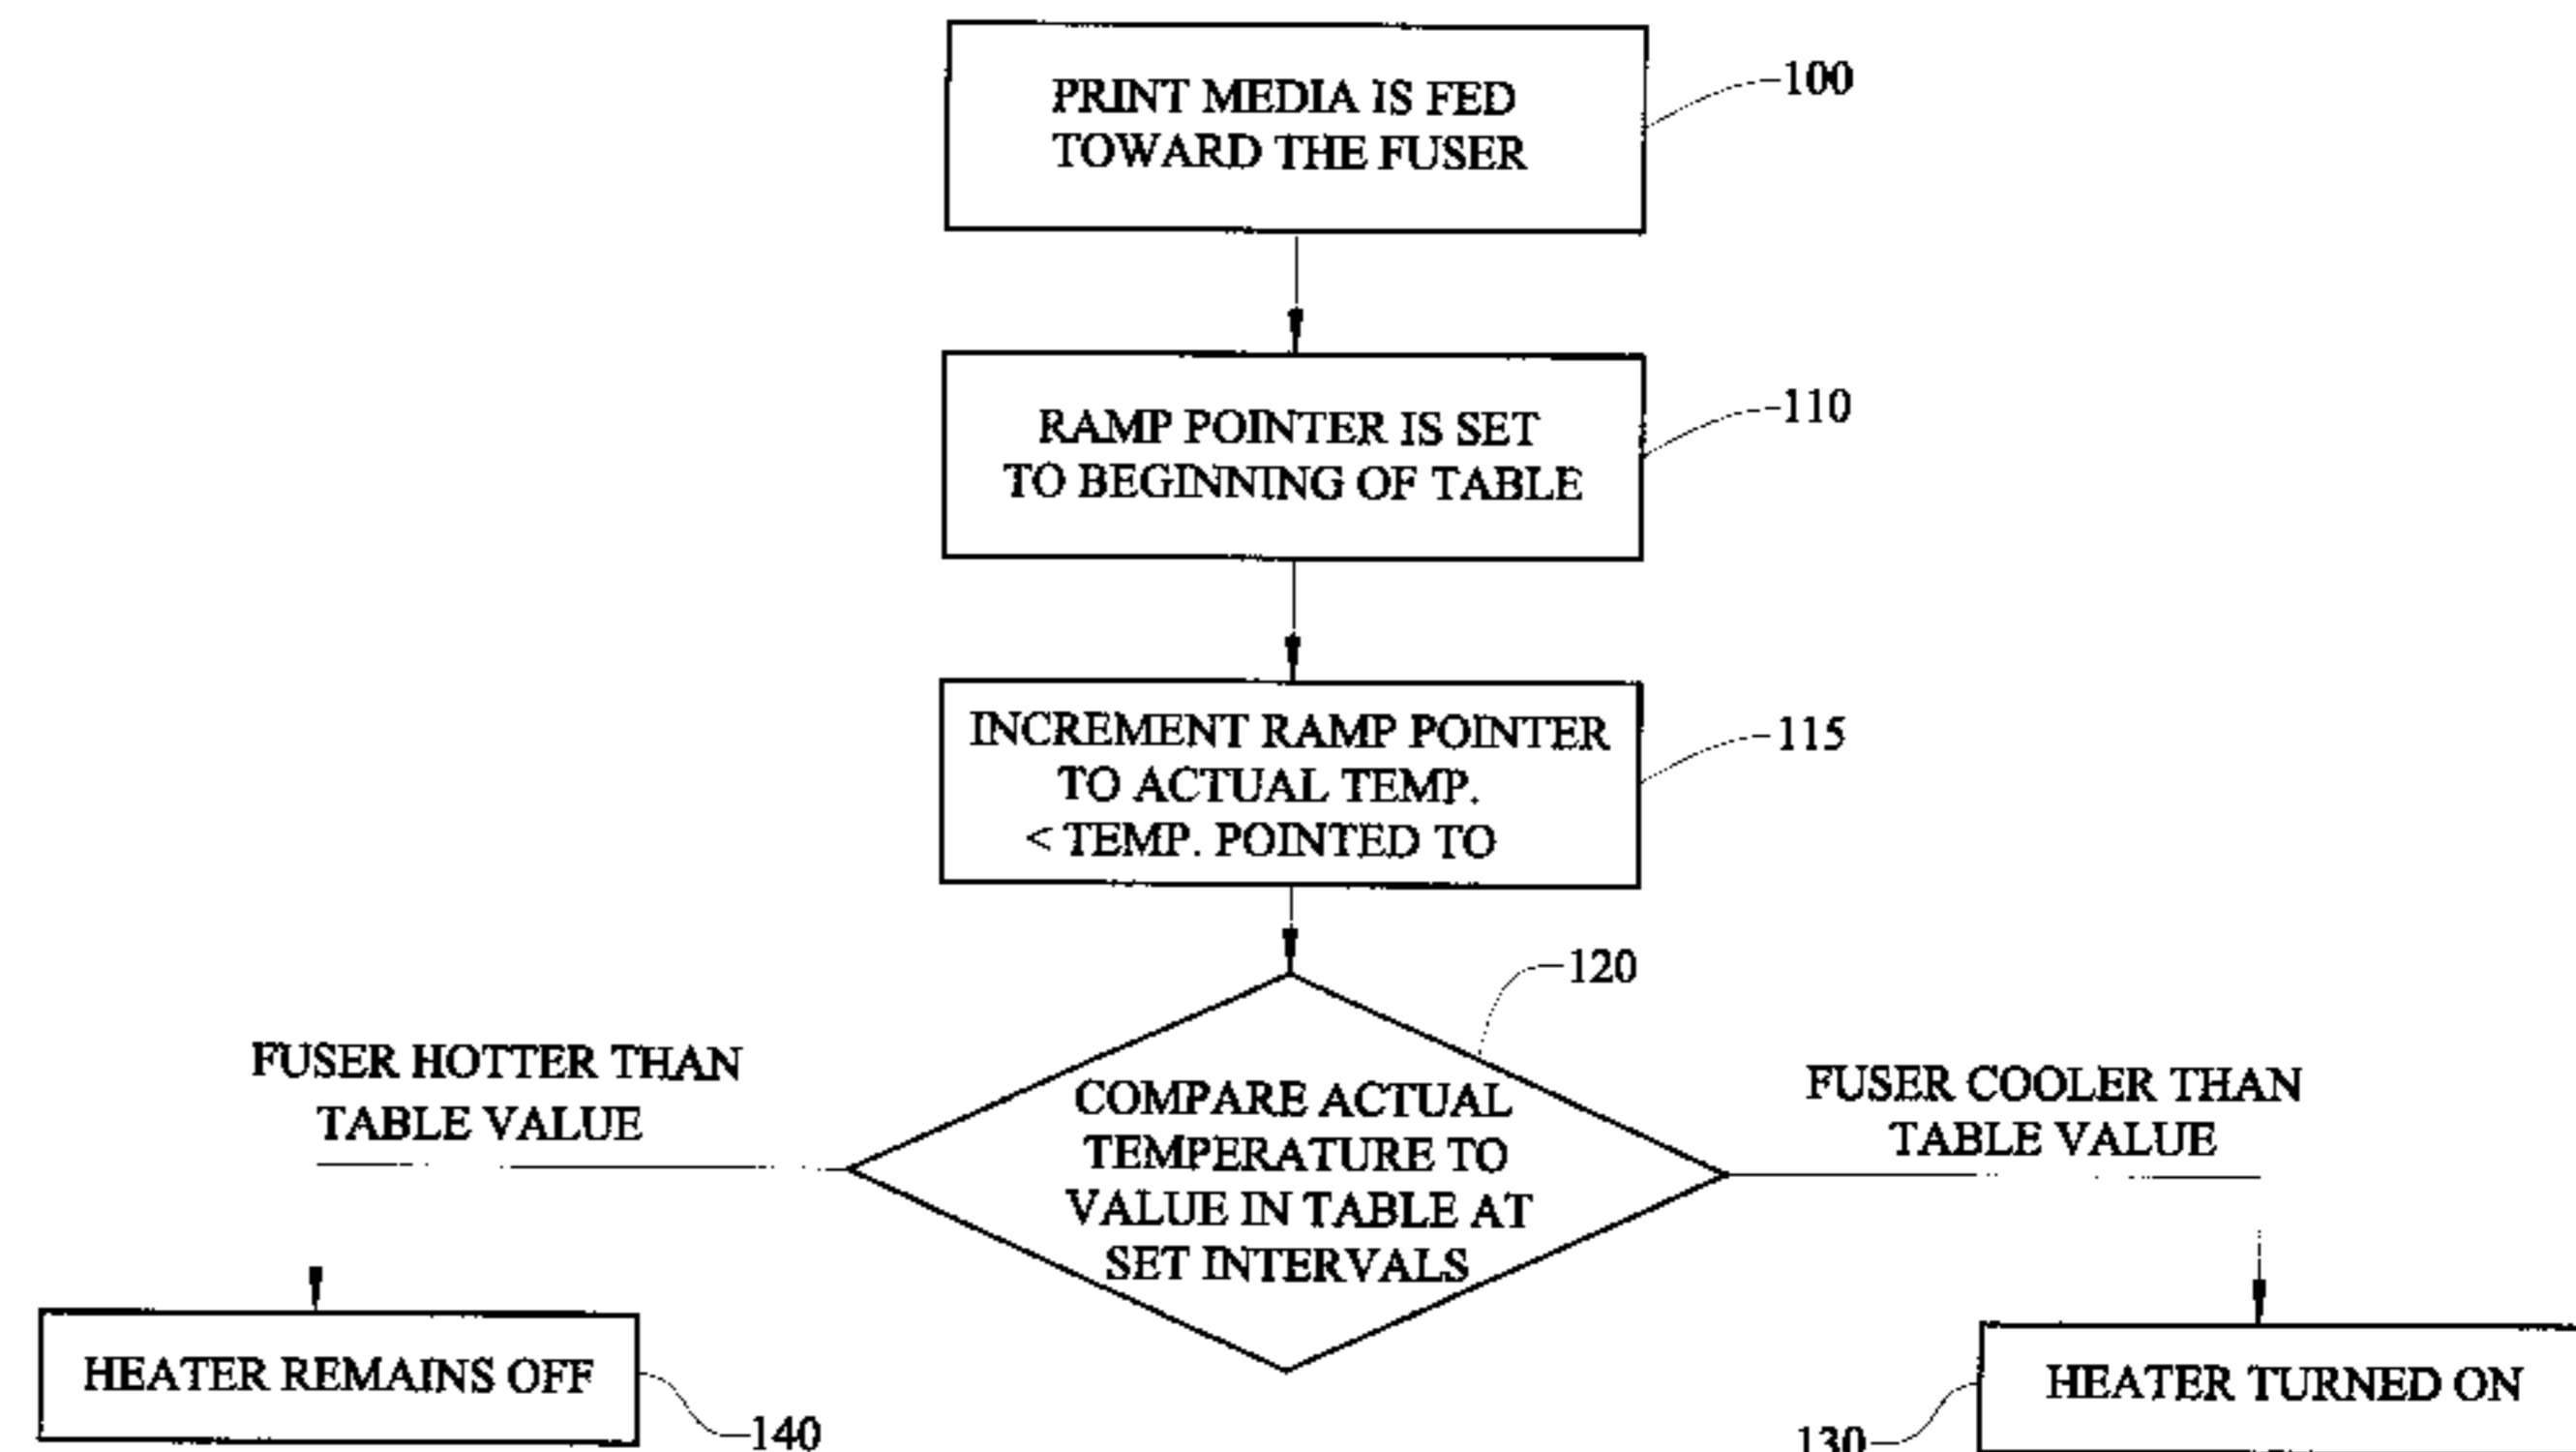 PRINT MEDIA IS FED
TOWARD THE FUSER
100
RAMP POINTER IS SET
TO BEGINNING OF TABLE
110
INCREMENT RAMP POINTER
TO ACTUAL TEMP.
< TEMP. POINTED TO
115
120
FUSER HOTTER THAN
TABLE VALUE
COMPARE ACTUAL
TEMPERATURE TO
VALUE IN TABLE AT
SET INTERVALS
FUSER COOLER THAN
TABLE VALUE
HEATER REMAINS OFF
140
HEATER TURNED ON
130